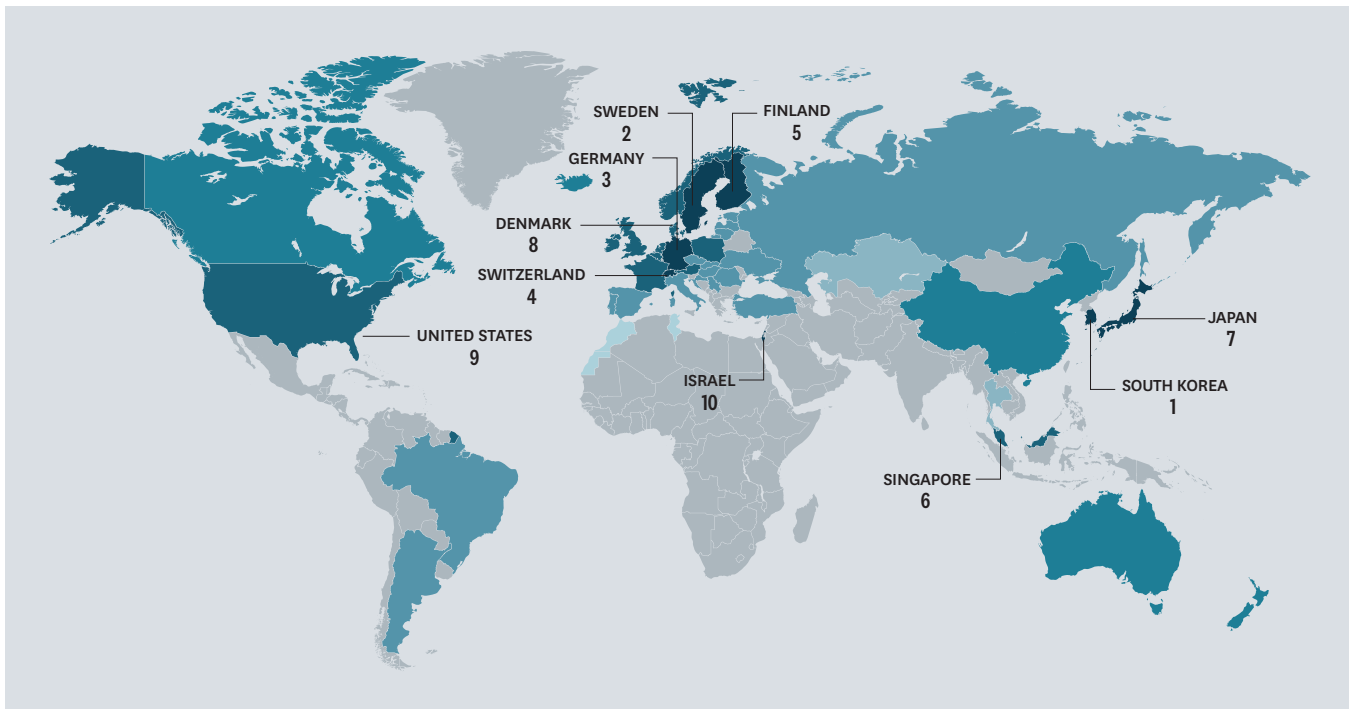 SWEDEN
2
FINLAND
5
GERMANY
3
DENMARK
8
SWITZERLAND
4
UNITED STATES
9
JAPAN
7
ISRAEL
10
SOUTH KOREA
1
SINGAPORE
6